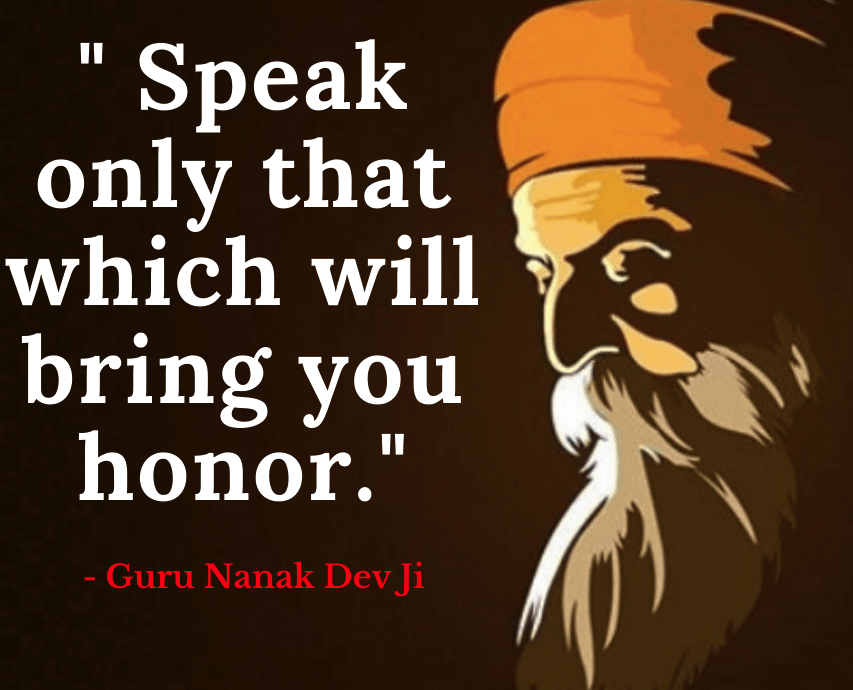 " Speak
only that
which will
bring you
honor."
- Guru Nanak Dev Ji